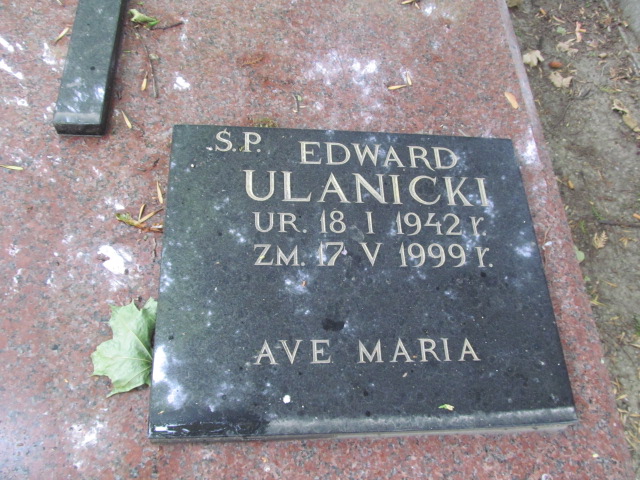 Ś.P. EDWARD
ULANICKI
UR. 18 I 1942 r.
ZM. 17 V 1999 r.
AVE MARIA